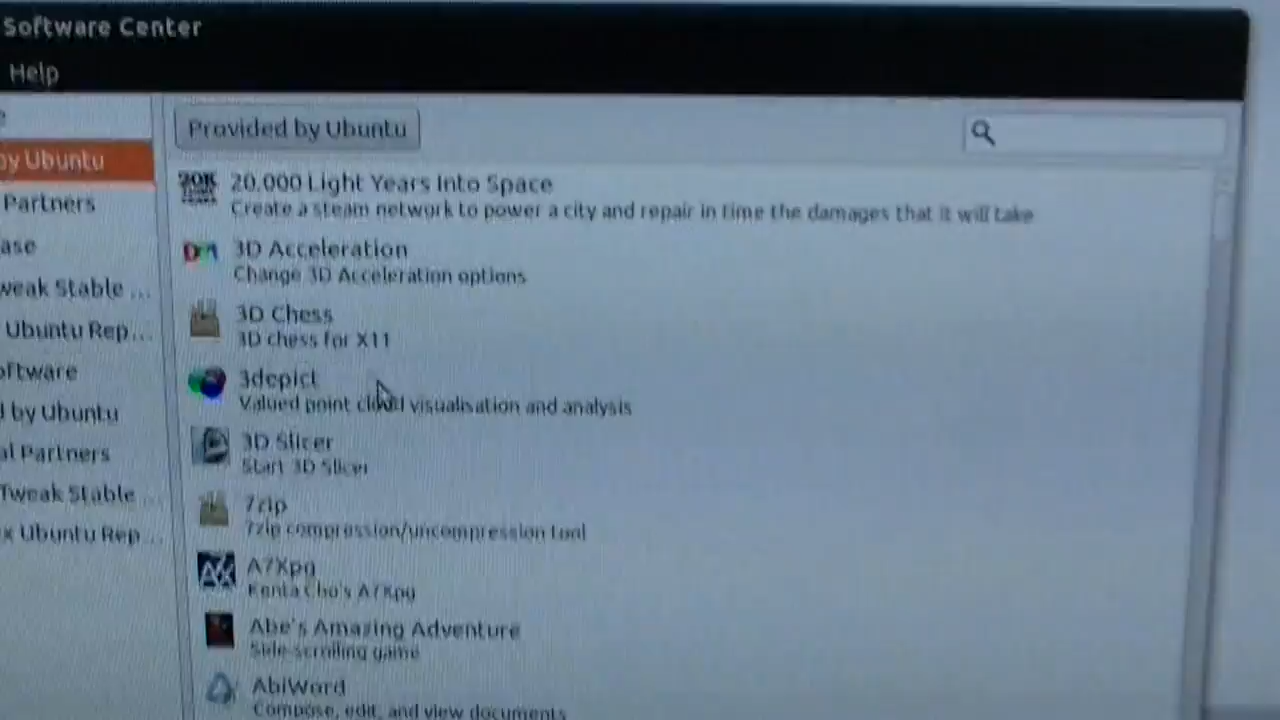 Software Center
Help
Provided by Ubuntu
by Ubuntu
20,000 Light Years Into Space
Partners
Create a steam network to power a city and repair in time the damages that it will take
ase
3D Acceleration
Change 3D Acceleration options
weak Stable ...
3D Chess
Ubuntu Rep...
3D chess for X11
oftware
3depict
Valued point cloud visualisation and analysis
d by Ubuntu
3D Slicer
al Partners
Start 3D Slicer
Tweak Stable ...
7zip
x Ubuntu Rep...
7zip compression/uncompression tool
A7Xpg
Kenta Cho's A7Xpg
Abe's Amazing Adventure
Side-scrolling game
AbiWord
Compose, edit, and view documents